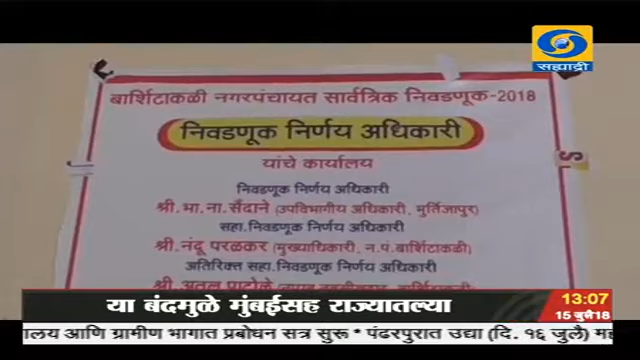 सह्याद्री
बार्शिटाकळी नगरपंचायत सार्वत्रिक निवडणूक-2018
निवडणूक निर्णय अधिकारी
यांचे कार्यालय
निवडणूक निर्णय अधिकारी
श्री.भा.ना.सैंदाने (उपविभागीय अधिकारी, मुर्तिजापुर)
सहा.निवडणूक निर्णय अधिकारी
श्री.नंदू परळकर (मुख्याधिकारी, न.पं.बार्शिटाकळी)
अतिरिक्त सहा.निवडणूक निर्णय अधिकारी
श्री.अतुल पाटोले
या बंदमुळे मुंबईसह राज्यातल्या
13:07
15 जुलै18
ालय आणि ग्रामीण भागात प्रबोधन सत्र सुरू * पंढरपुरात उद्या (दि. १६ जुलै)